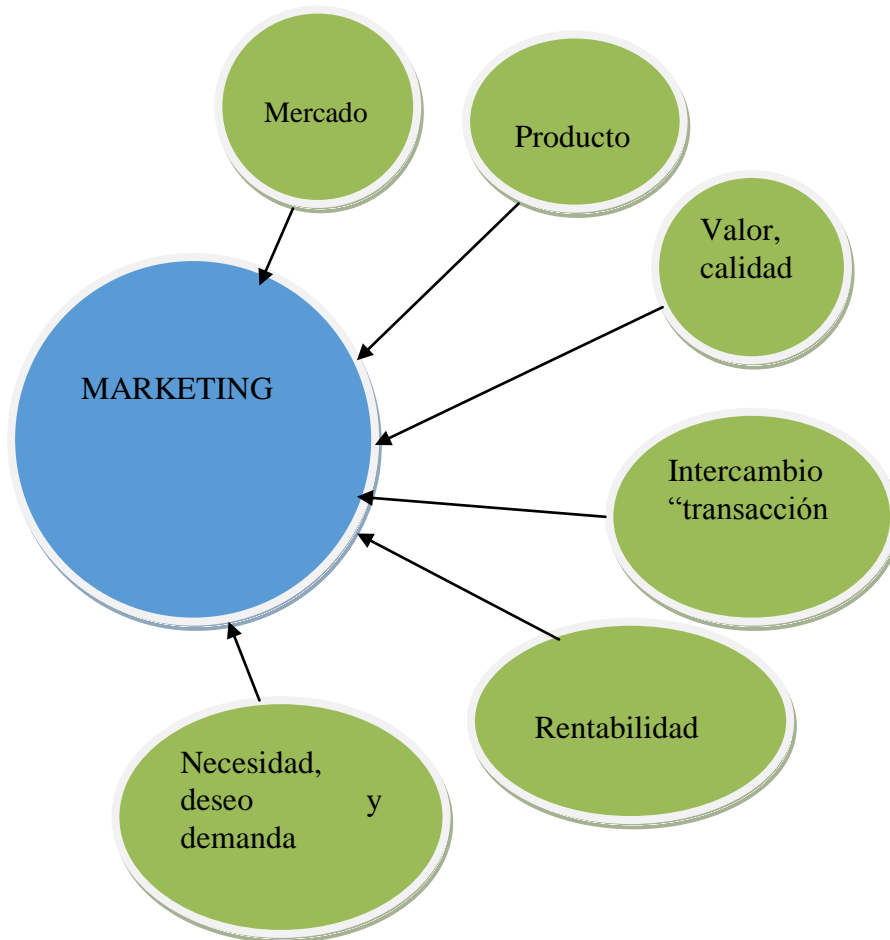 Mercado
Producto
Valor,
calidad
MARKETING
Intercambio
“transacción
Rentabilidad
Necesidad,
deseo y
demanda